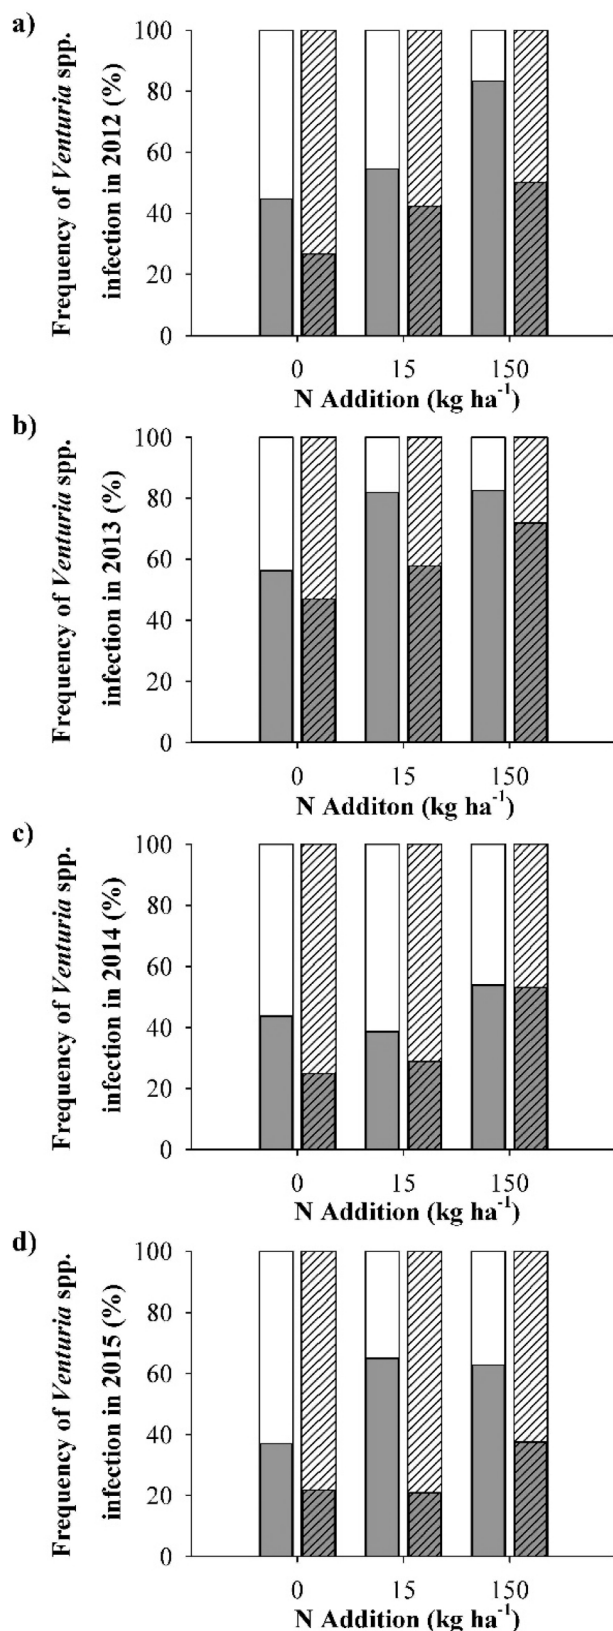 a)
Frequency of Venturia spp.
infection in 2012 (%)
100
80
60
40
20
0
0 15 150
N Addition (kg ha⁻¹)
b)
Frequency of Venturia spp.
infection in 2013 (%)
100
80
60
40
20
0
0 15 150
N Additon (kg ha⁻¹)
c)
Frequency of Venturia spp.
infection in 2014 (%)
100
80
60
40
20
0
0 15 150
N Addition (kg ha⁻¹)
d)
Frequency of Venturia spp.
infection in 2015 (%)
100
80
60
40
20
0
0 15 150
N Addition (kg ha⁻¹)